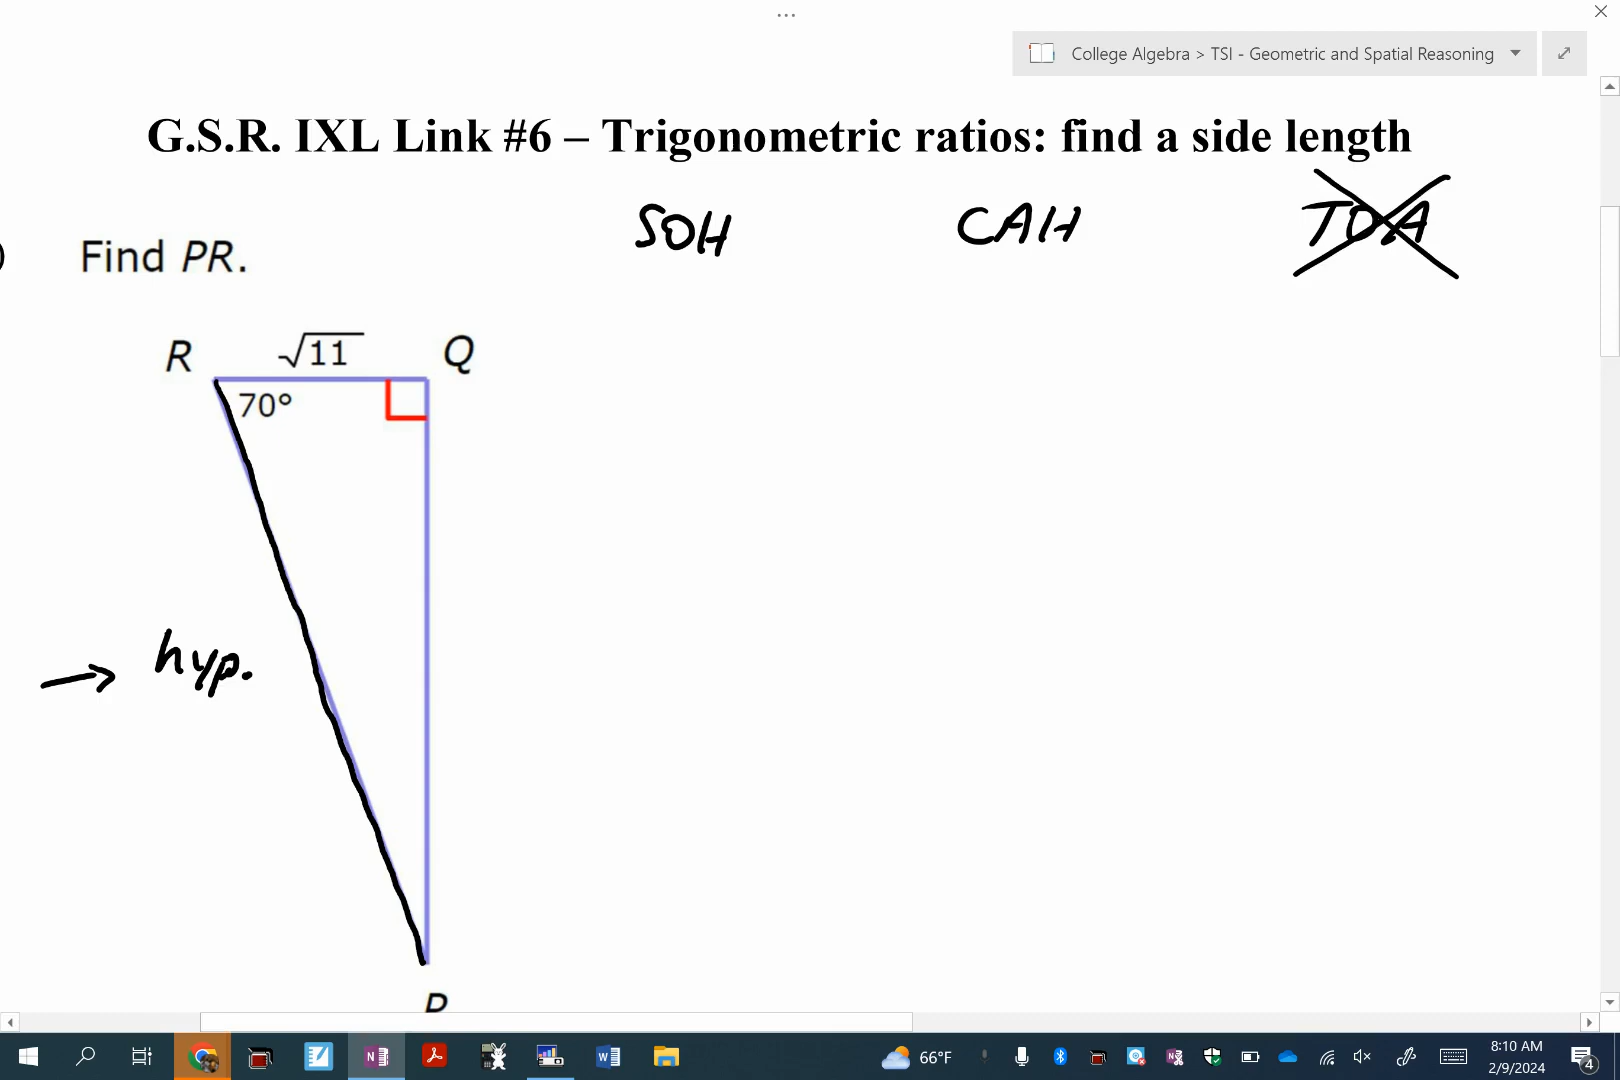 ...
College Algebra > TSI - Geometric and Spatial Reasoning
G.S.R. IXL Link #6 – Trigonometric ratios: find a side length
SOH CAH TOA
) Find PR.
R √11 Q
70°
hyp.
P
66°F
8:10 AM
2/9/2024
4